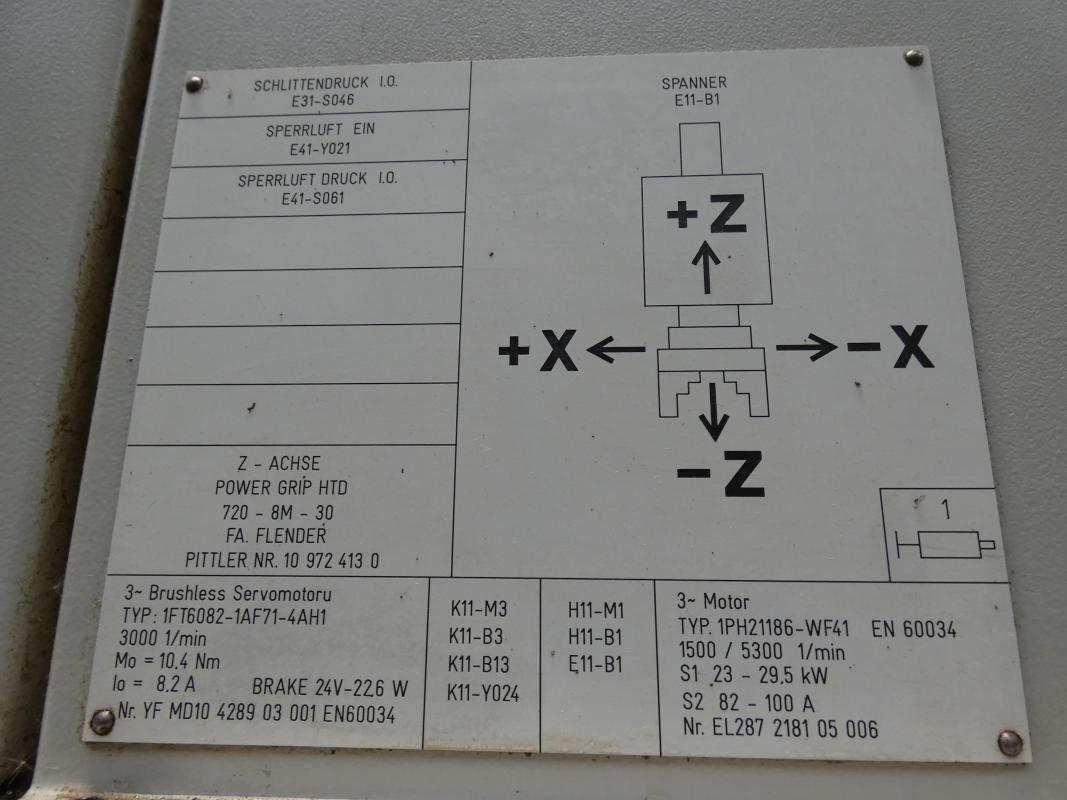 SCHLITTENDRUCK I.O.
E31-S046
SPERRLUFT EIN
E41-Y021
SPERRLUFT DRUCK I.O.
E41-S061
Z - ACHSE
POWER GRIP HTD
720 - 8M - 30
FA. FLENDER
PITTLER NR. 10 972 413 0
SPANNER
E11-B1
+Z
+X
-X
-Z
1
3~ Brushless Servomotoru
TYP: 1FT6082-1AF71-4AH1
3000 1/min
Mo = 10.4 Nm
Io = 8.2 A BRAKE 24V-22,6 W
Nr. YF MD10 4289 03 001 EN60034
K11-M3
K11-B3
K11-B13
K11-Y024
H11-M1
H11-B1
E11-B1
3~ Motor
TYP. 1PH21186-WF41 EN 60034
1500 / 5300 1/min
S1 23 - 29,5 kW
S2 82 - 100 A
Nr. EL287 2181 05 006